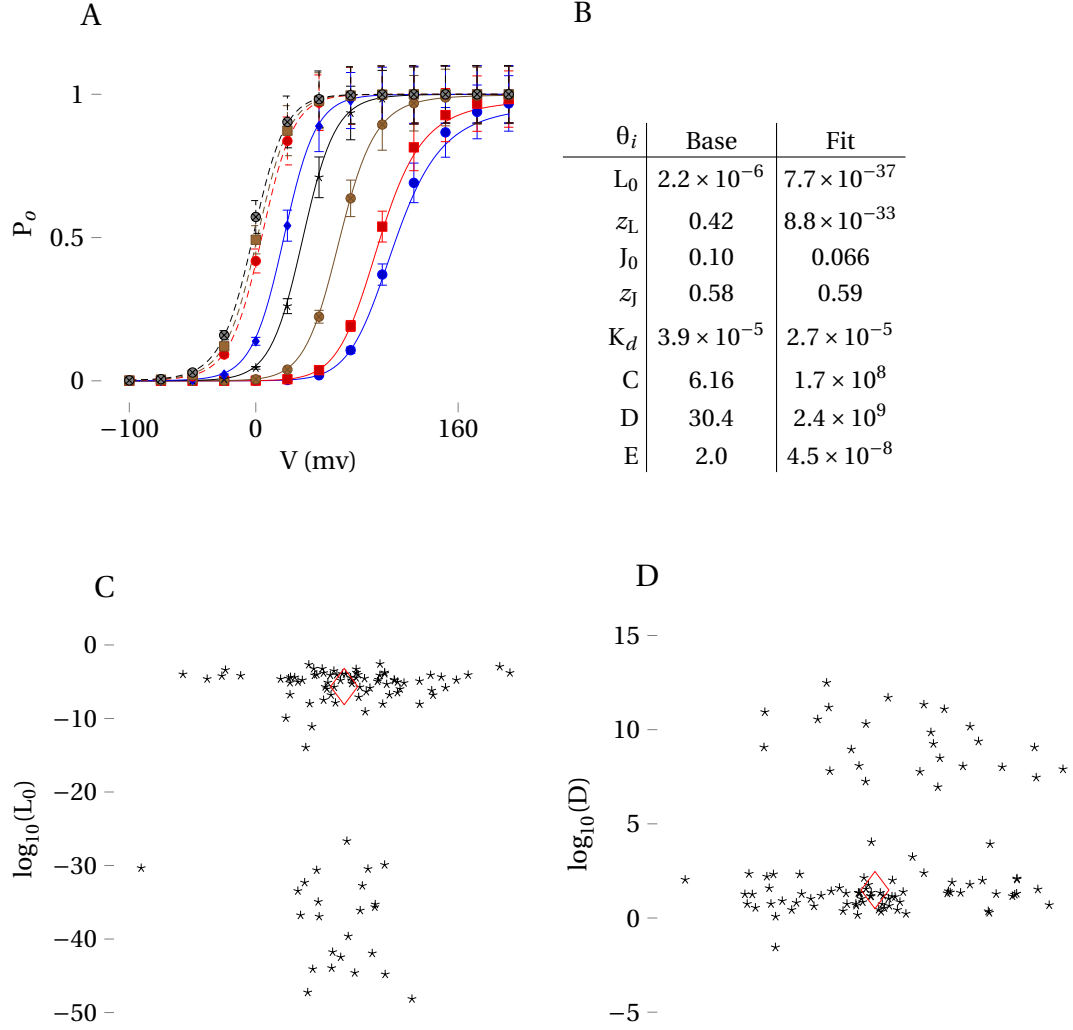 A
B
1
0.5
0
P_o
−100 0 160
V (mv)
θ_i Base Fit
L_0 2.2 × 10^−6 7.7 × 10^−37
z_L 0.42 8.8 × 10^−33
J_0 0.10 0.066
z_J 0.58 0.59
K_d 3.9 × 10^−5 2.7 × 10^−5
C 6.16 1.7 × 10^8
D 30.4 2.4 × 10^9
E 2.0 4.5 × 10^−8
C
0
−10
−20
−30
−40
−50
log_10(L_0)
D
15
10
5
0
−5
log_10(D)